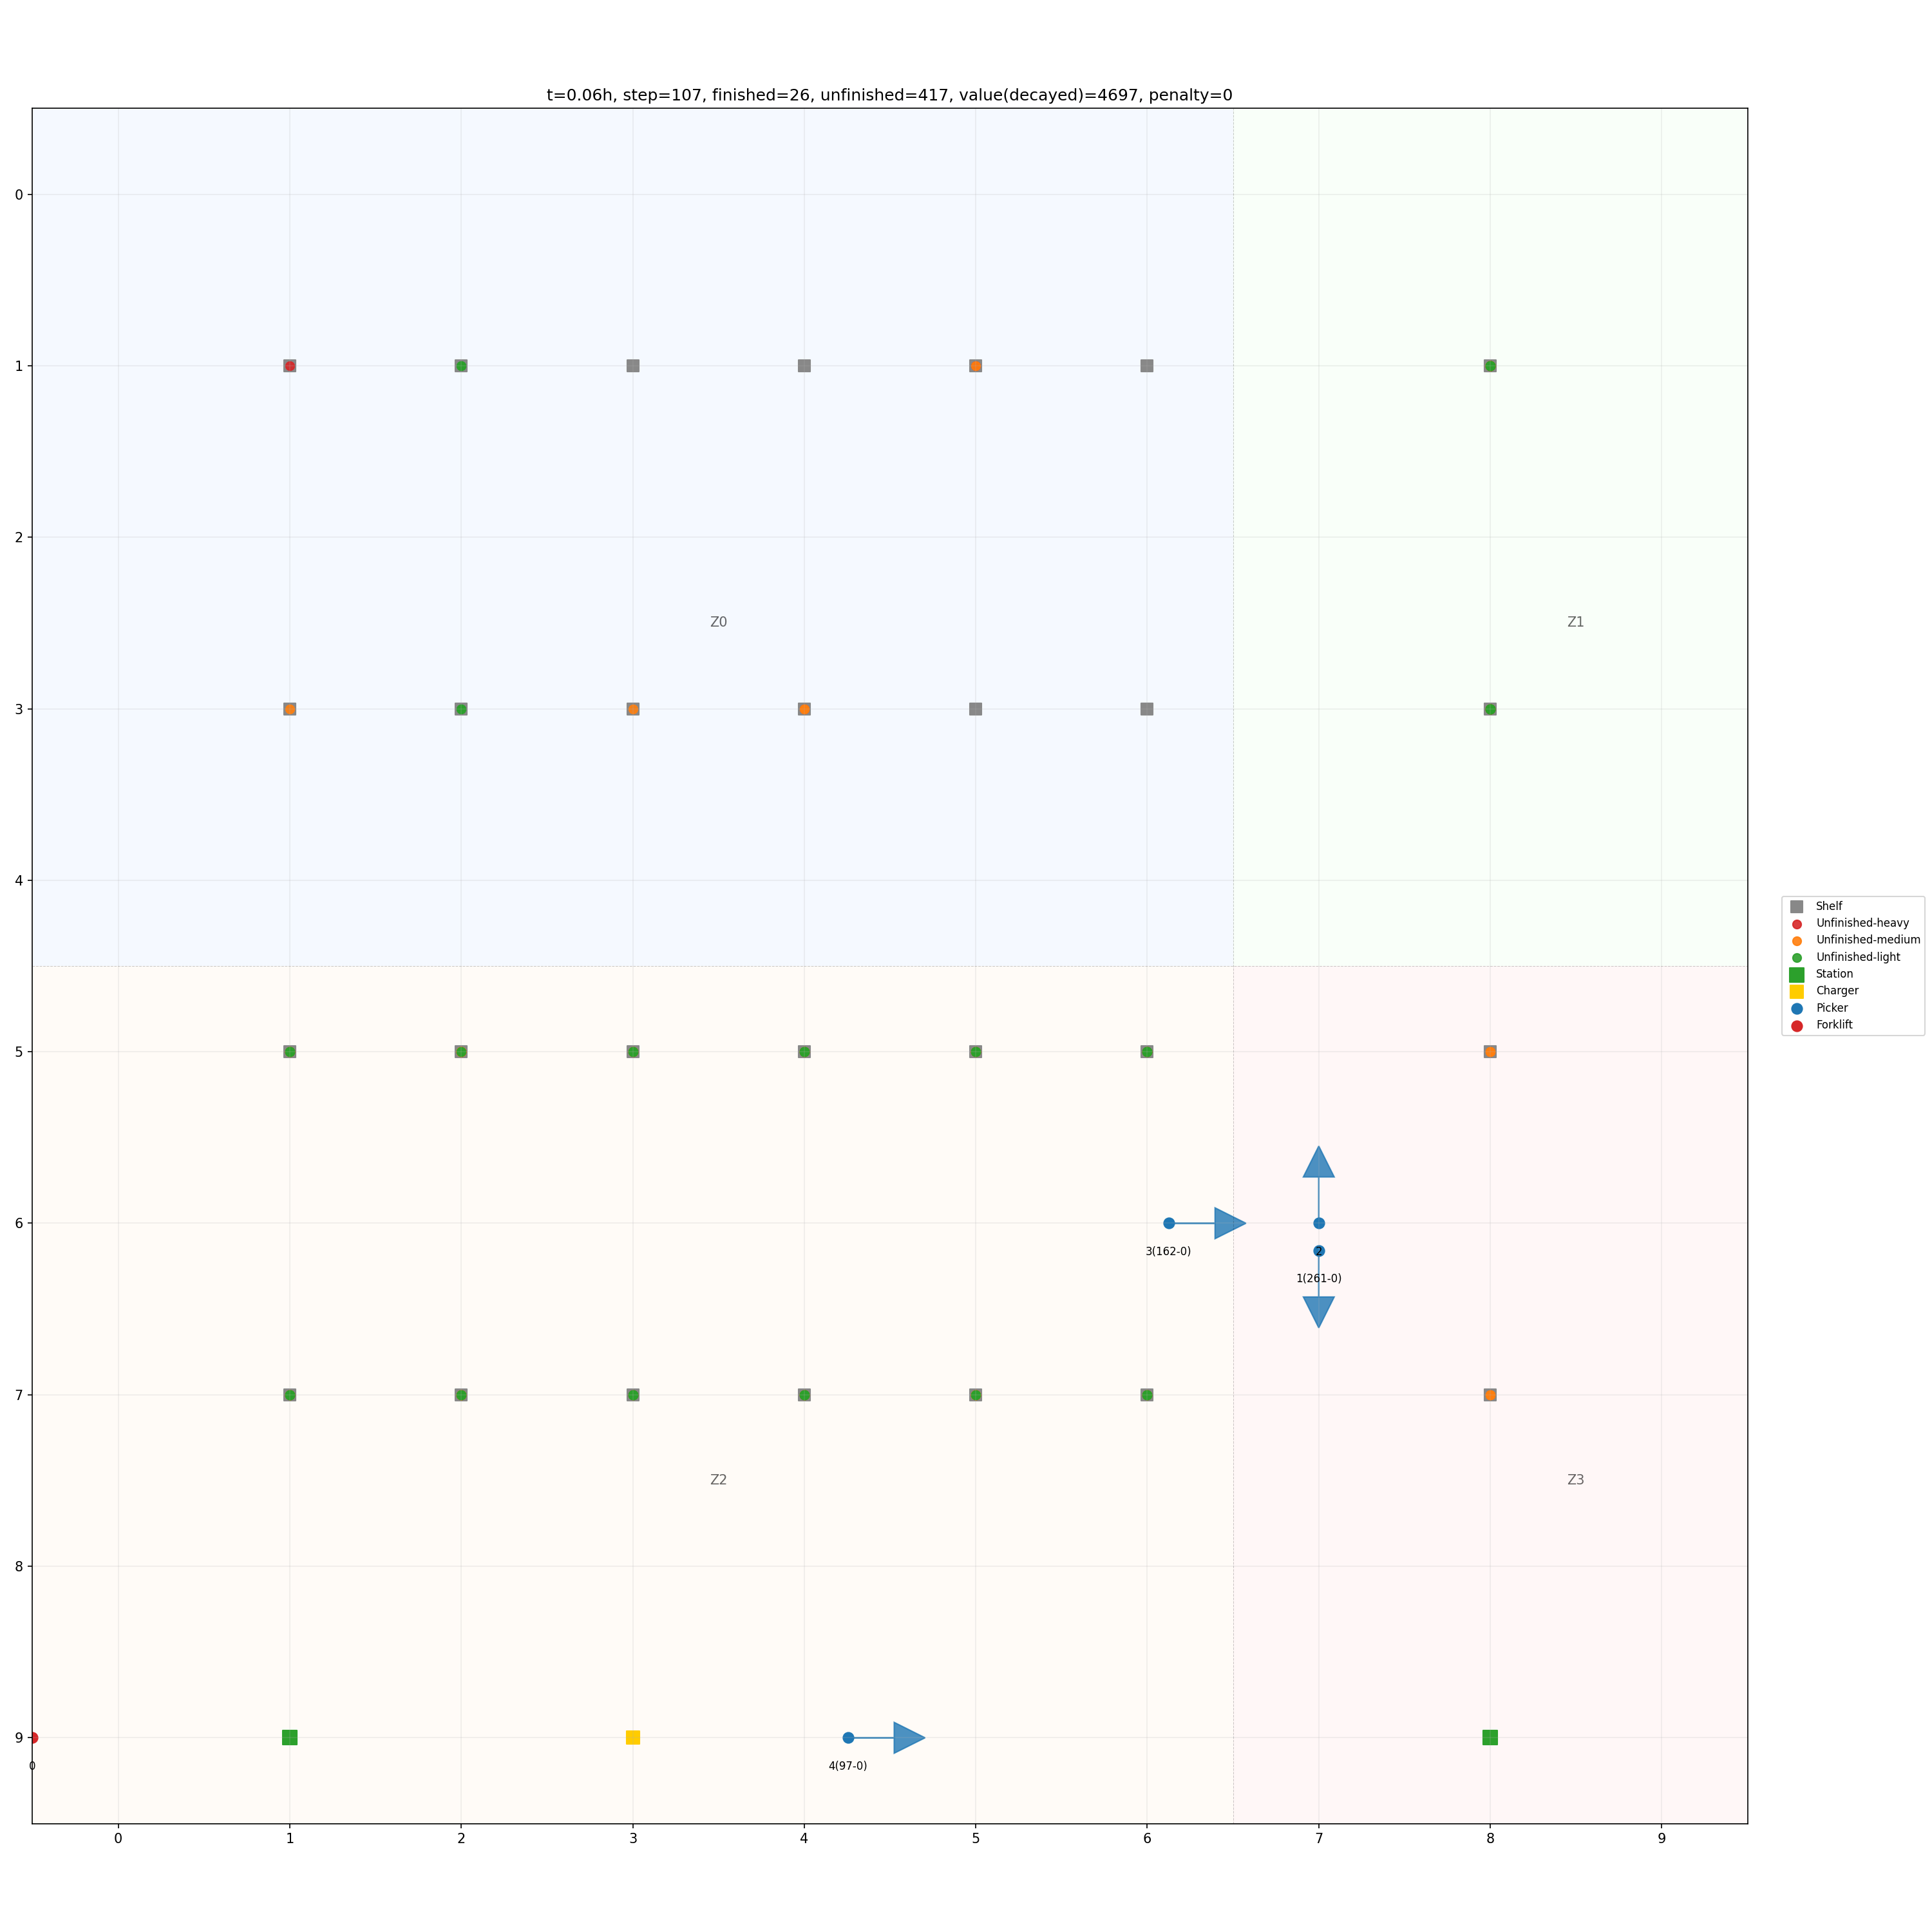 t=0.06h, step=107, finished=26, unfinished=417, value(decayed)=4697, penalty=0
0
1
2
Z0
Z1
3
4
Shelf
Unfinished-heavy
Unfinished-medium
Unfinished-light
Station
Charger
Picker
Forklift
5
6
3(162-0)
2
1(261-0)
7
Z2
Z3
8
9
0
4(97-0)
0 1 2 3 4 5 6 7 8 9